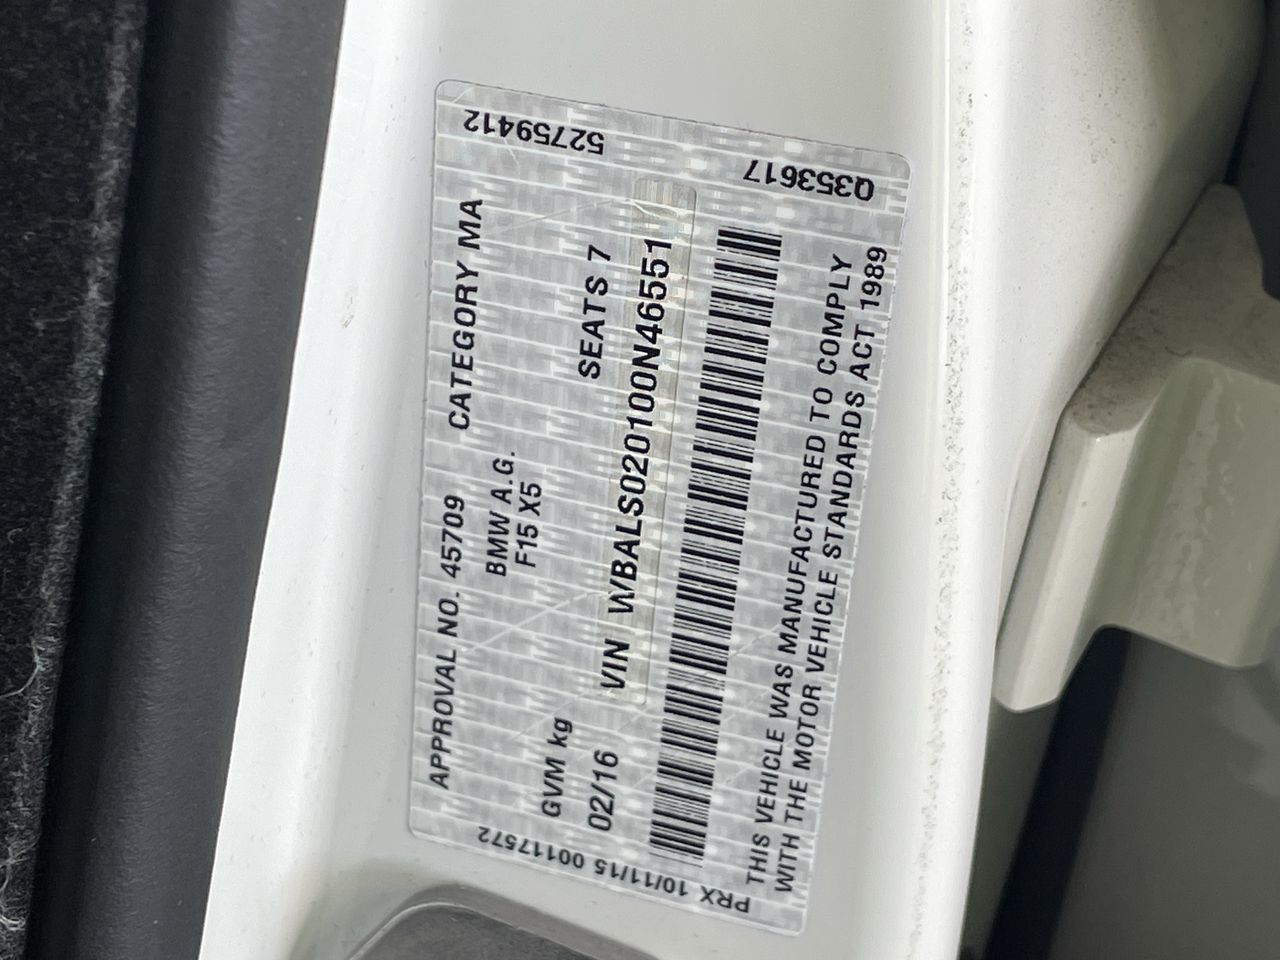 APPROVAL NO. 45709 CATEGORY MA
BMW A.G.
F15 X5
GVM kg SEATS 7
02/16 VIN WBALS020100N46551
THIS VEHICLE WAS MANUFACTURED TO COMPLY
WITH THE MOTOR VEHICLE STANDARDS ACT 1989
52759412
Q353617
PRX 10/11/15 00117572